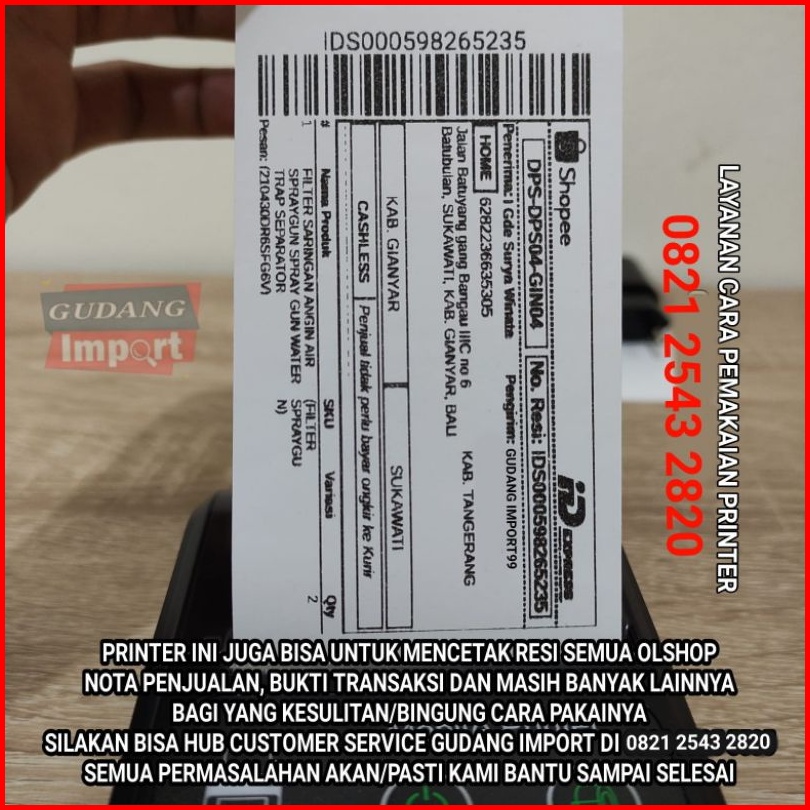 IDS000598265235
Shopee
iD EXPRESS
DPS-DPS04-GIN04
No. Resi: IDS000598265235
Penerima: I Gde Surya Winata
Pengirim: GUDANG IMPORT99
HOME
6282236635305
Jalan Batuyang gang Bangau IIIC no 6
Batubulan, SUKAWATI, KAB. GIANYAR, BALI
KAB. TANGERANG
KAB. GIANYAR
SUKAWATI
CASHLESS
Penjual tidak perlu bayar ongkir ke Kurir
# Nama Produk SKU Variasi Qty
1 FILTER SARINGAN ANGIN AIR (FILTER 2
SPRAYGUN SPRAY GUN WATER SPRAYGU
TRAP SEPARATOR N)
Pesan:
GUDANG
Import
LAYANAN CARA PEMAKAIAN PRINTER
0821 2543 2820
PRINTER INI JUGA BISA UNTUK MENCETAK RESI SEMUA OLSHOP
NOTA PENJUALAN, BUKTI TRANSAKSI DAN MASIH BANYAK LAINNYA
BAGI YANG KESULITAN/BINGUNG CARA PAKAINYA
SILAKAN BISA HUB CUSTOMER SERVICE GUDANG IMPORT DI 0821 2543 2820
SEMUA PERMASALAHAN AKAN/PASTI KAMI BANTU SAMPAI SELESAI